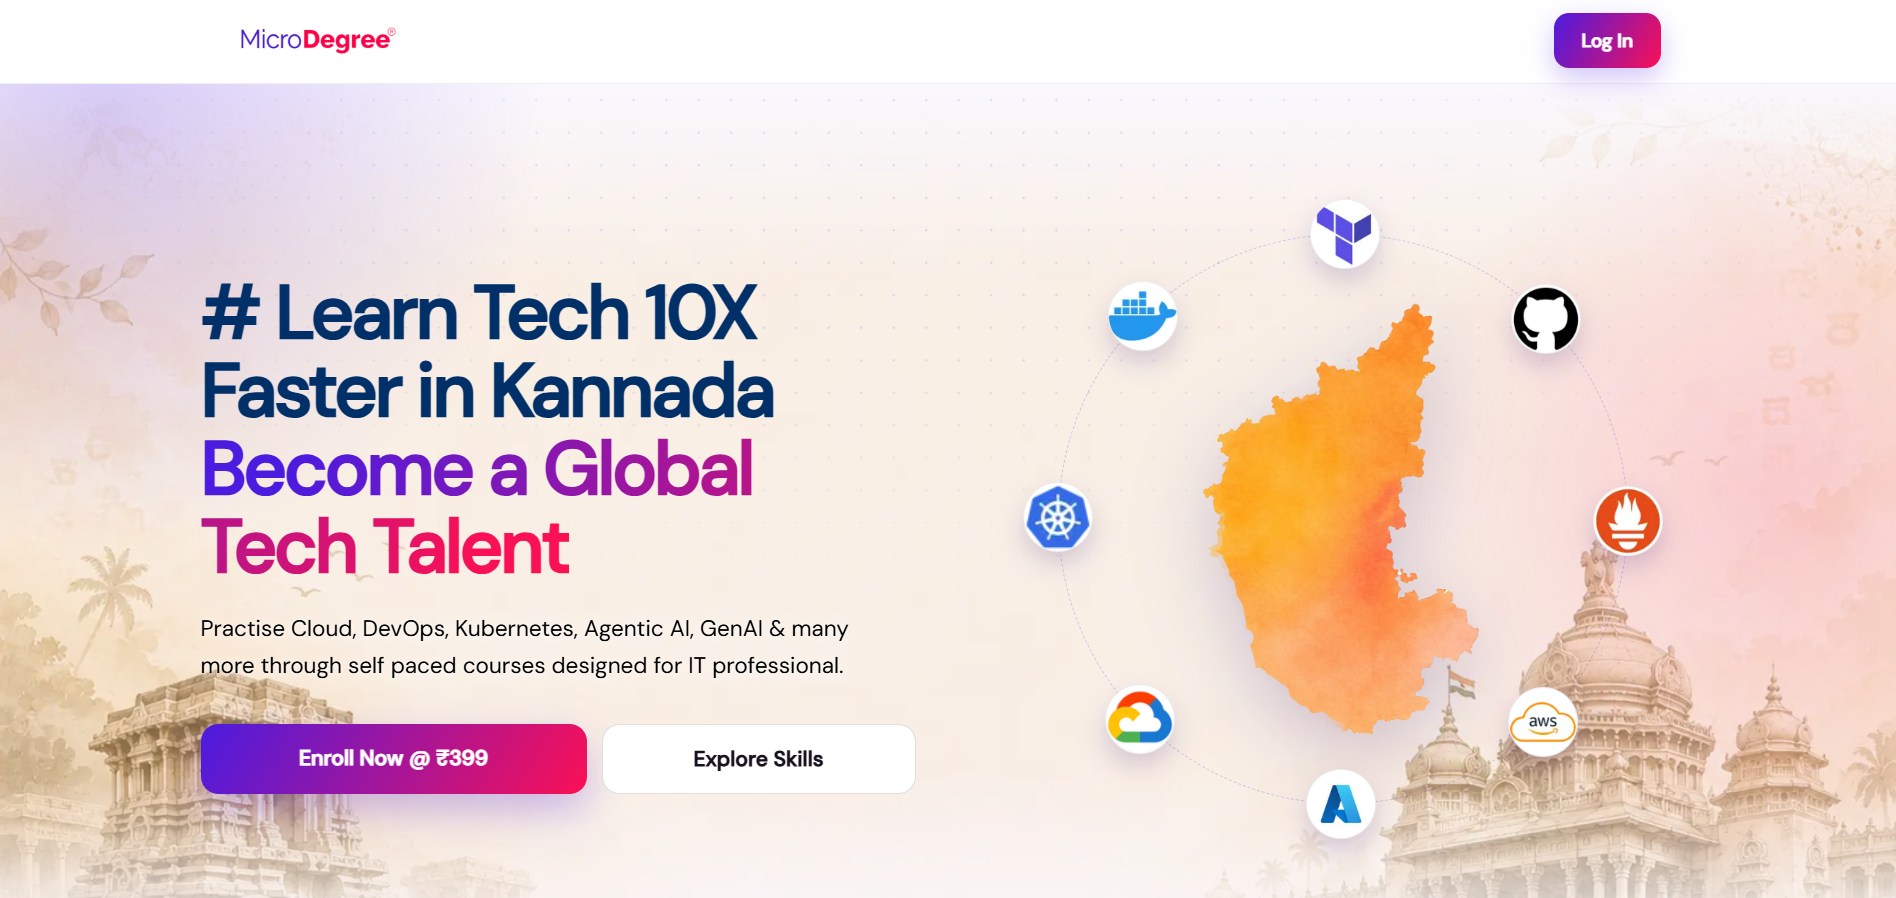 MicroDegree®
Log In
# Learn Tech 10X
Faster in Kannada
Become a Global
Tech Talent
Practise Cloud, DevOps, Kubernetes, Agentic AI, GenAI & many
more through self paced courses designed for IT professional.
Enroll Now @ ₹399
Explore Skills
aws